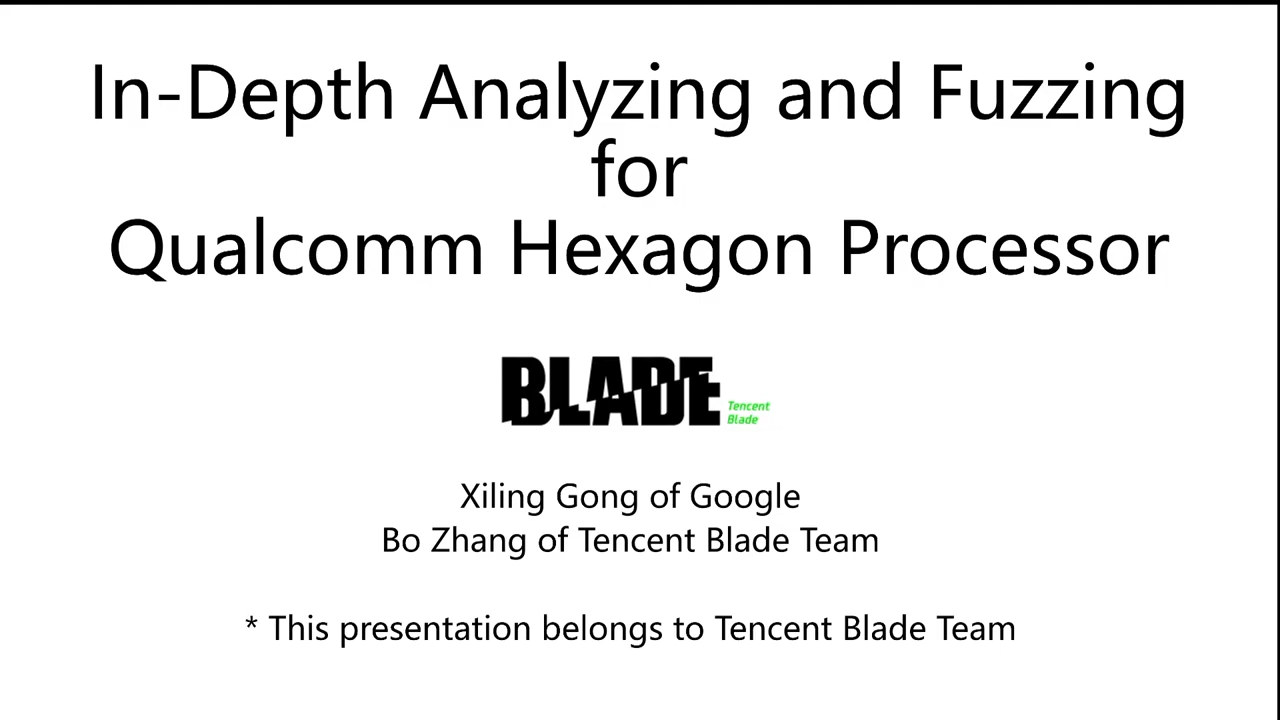 In-Depth Analyzing and Fuzzing
for
Qualcomm Hexagon Processor
BLADE
Tencent
Blade
Xiling Gong of Google
Bo Zhang of Tencent Blade Team
* This presentation belongs to Tencent Blade Team